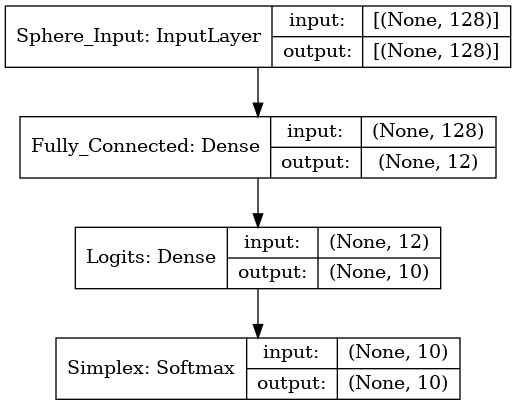 Sphere_Input: InputLayer
input: [(None, 128)]
output: [(None, 128)]
Fully_Connected: Dense
input: (None, 128)
output: (None, 12)
Logits: Dense
input: (None, 12)
output: (None, 10)
Simplex: Softmax
input: (None, 10)
output: (None, 10)